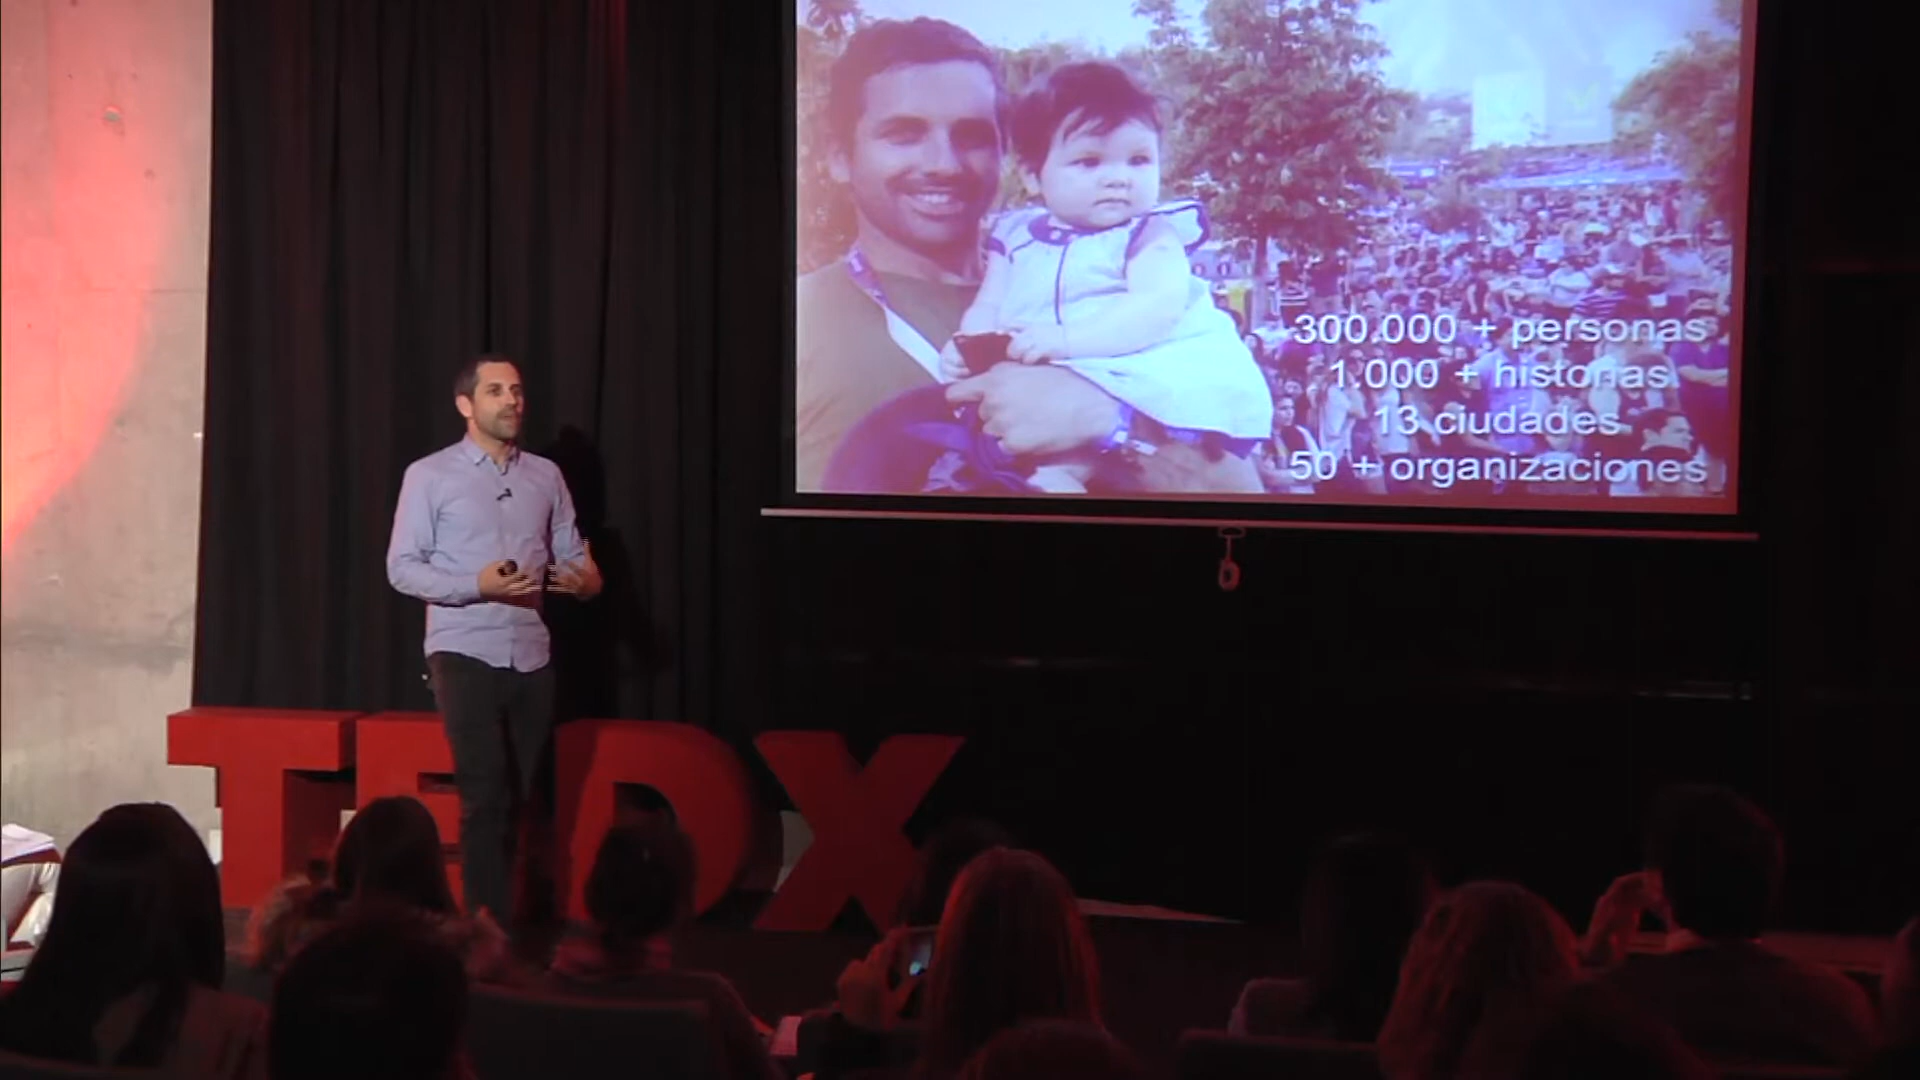 300.000 + personas
1.000 + historias
13 ciudades
50 + organizaciones
TEDX